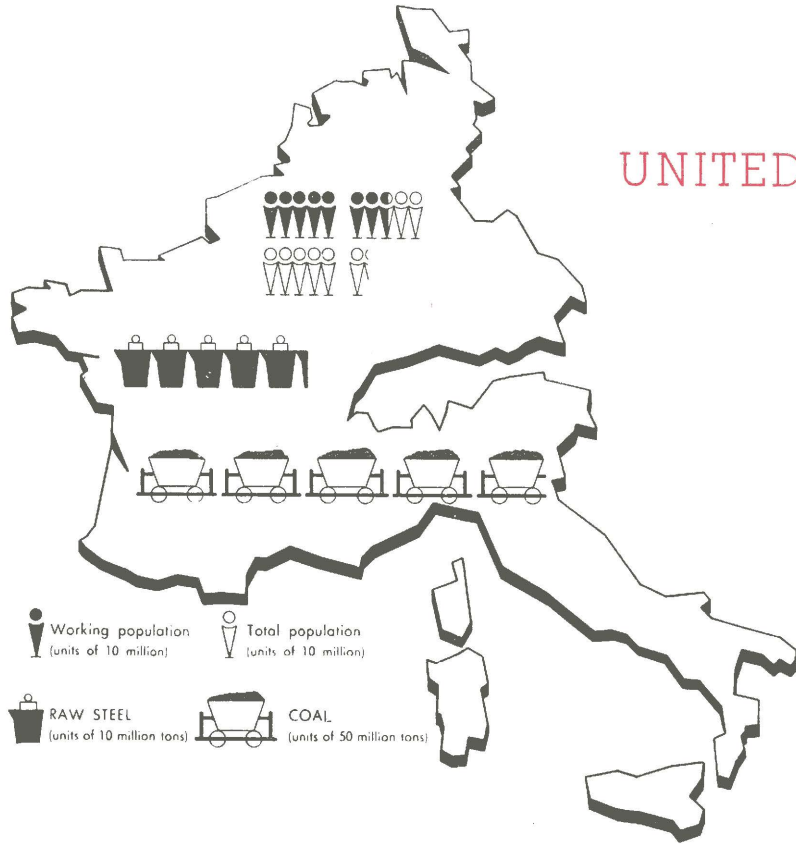 UNITED
Working population
(units of 10 million)
Total population
(units of 10 million)
RAW STEEL
(units of 10 million tons)
COAL
(units of 50 million tons)